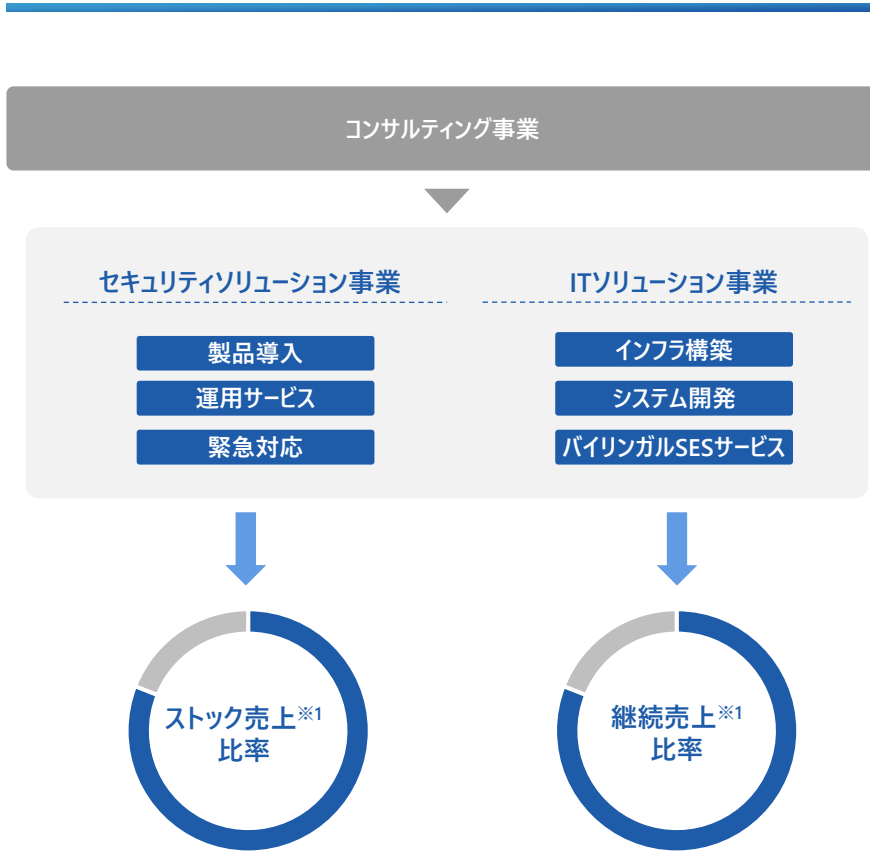 コンサルティング事業
セキュリティソリューション事業
製品導入
運用サービス
緊急対応
ITソリューション事業
インフラ構築
システム開発
バイリンガルSESサービス
ストック売上※1
比率
継続売上※1
比率